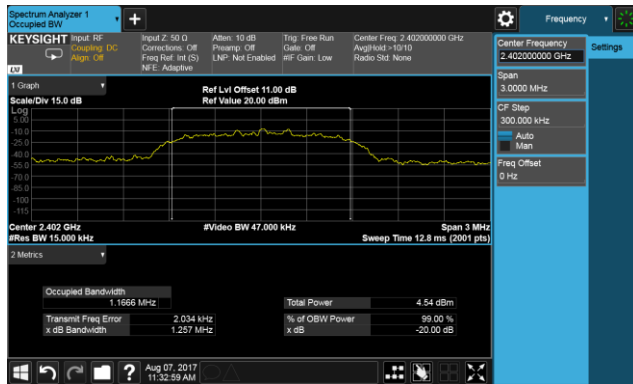 Spectrum Analyzer 1
Occupied BW
Frequency
KEYSIGHT
Input: RF
Coupling: DC
Align: Off
Input Z: 50 Ω
Corrections: Off
Freq Ref: Int (S)
NFE: Adaptive
Atten: 10 dB
Preamp: Off
LNP: Not Enabled
Trig: Free Run
Gate: Off
#IF Gain: Low
Center Freq: 2.402000000 GHz
Avg|Hold:>10/10
Radio Std: None
LXI
1 Graph
Scale/Div 15.0 dB
Ref Lvl Offset 11.00 dB
Ref Value 20.00 dBm
Log
5.00
-10.0
-25.0
-40.0
-55.0
-70.0
-85.0
-100
-115
Center 2.402 GHz
#Res BW 15.000 kHz
#Video BW 47.000 kHz
Span 3 MHz
Sweep Time 12.8 ms (2001 pts)
2 Metrics
Occupied Bandwidth
1.1666 MHz
Transmit Freq Error 2.034 kHz
x dB Bandwidth 1.257 MHz
Total Power 4.54 dBm
% of OBW Power 99.00 %
x dB -20.00 dB
Aug 07, 2017
11:32:59 AM
Center Frequency
2.402000000 GHz
Settings
Span
3.0000 MHz
CF Step
300.000 kHz
Auto
Man
Freq Offset
0 Hz